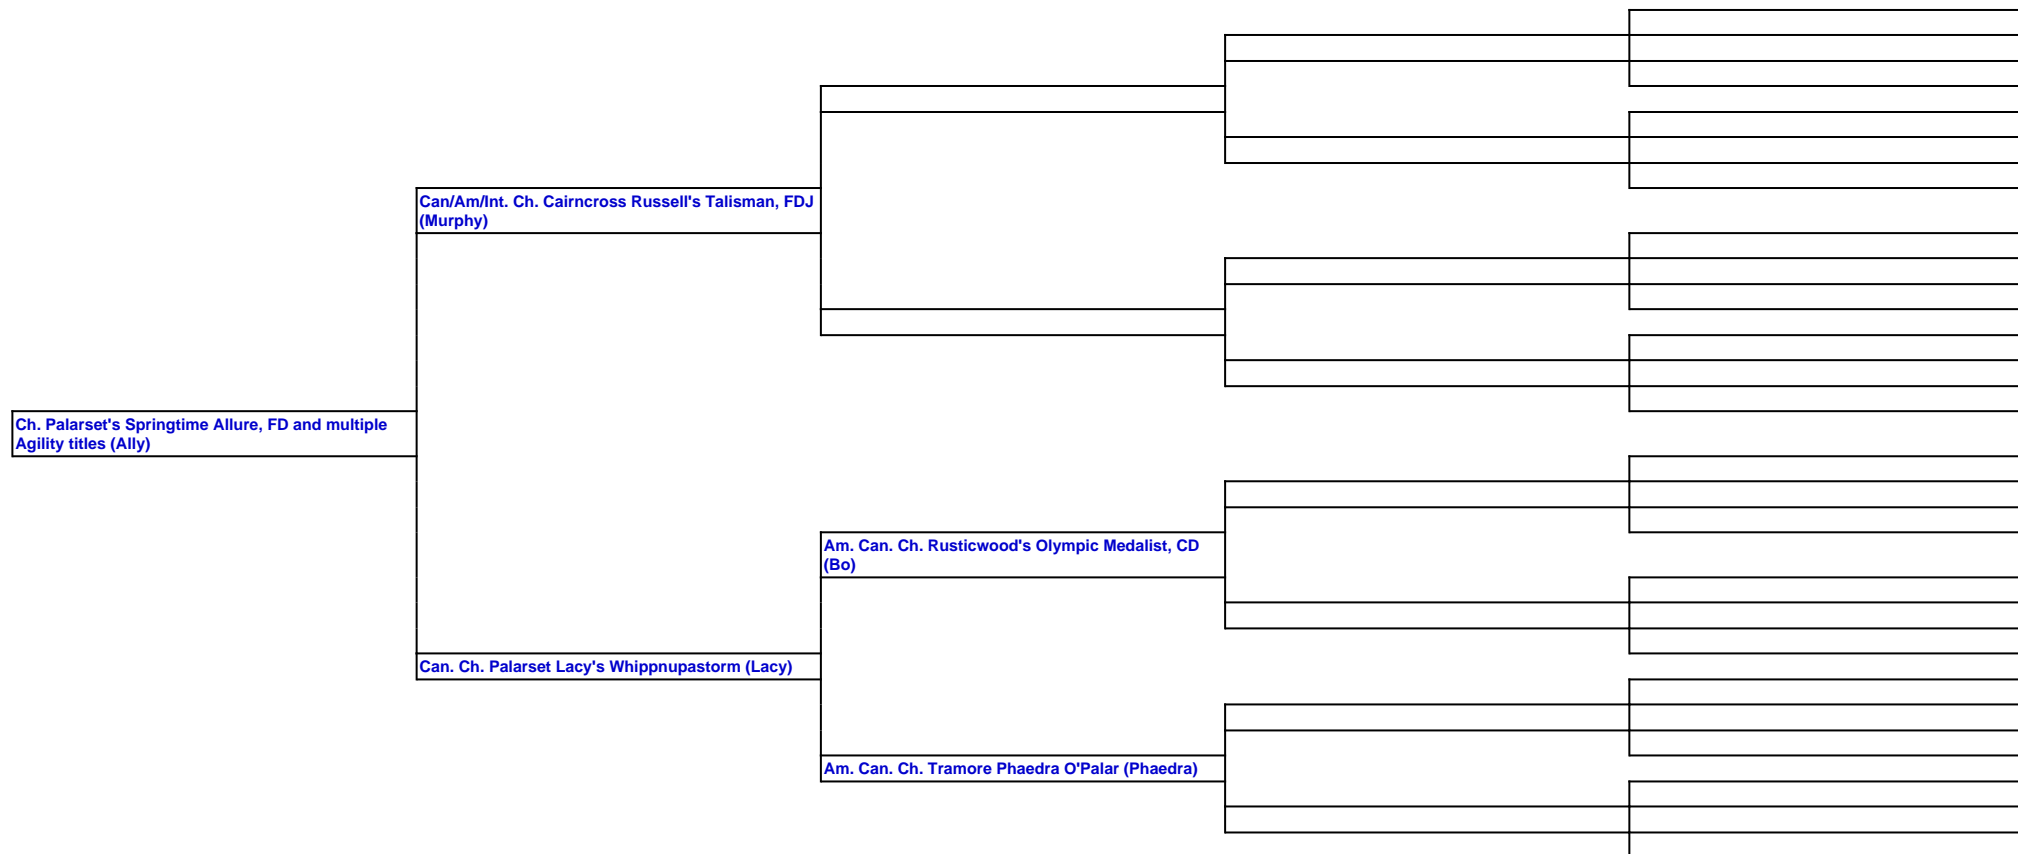 Can/Am/Int. Ch. Cairncross Russell's Talisman, FDJ
(Murphy)
Ch. Palarset's Springtime Allure, FD and multiple
Agility titles (Ally)
Am. Can. Ch. Rusticwood's Olympic Medalist, CD
(Bo)
Can. Ch. Palarset Lacy's Whippnupastorm (Lacy)
Am. Can. Ch. Tramore Phaedra O'Palar (Phaedra)